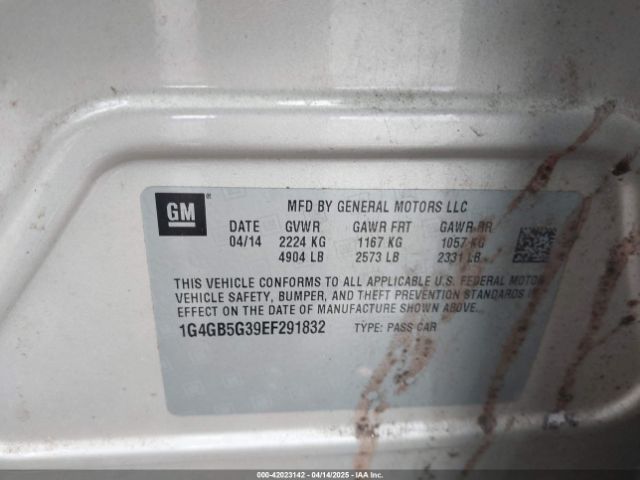 GM
MFD BY GENERAL MOTORS LLC
DATE GVWR GAWR FRT GAWR RR
04/14 2224 KG 1167 KG 1057 KG
4904 LB 2573 LB 2331 LB
THIS VEHICLE CONFORMS TO ALL APPLICABLE U.S. FEDERAL MOTOR
VEHICLE SAFETY, BUMPER, AND THEFT PREVENTION STANDARDS IN
EFFECT ON THE DATE OF MANUFACTURE SHOWN ABOVE.
1G4GB5G39EF291832 TYPE: PASS CAR
000-42023142 - 04/14/2025 - IAAI.COM